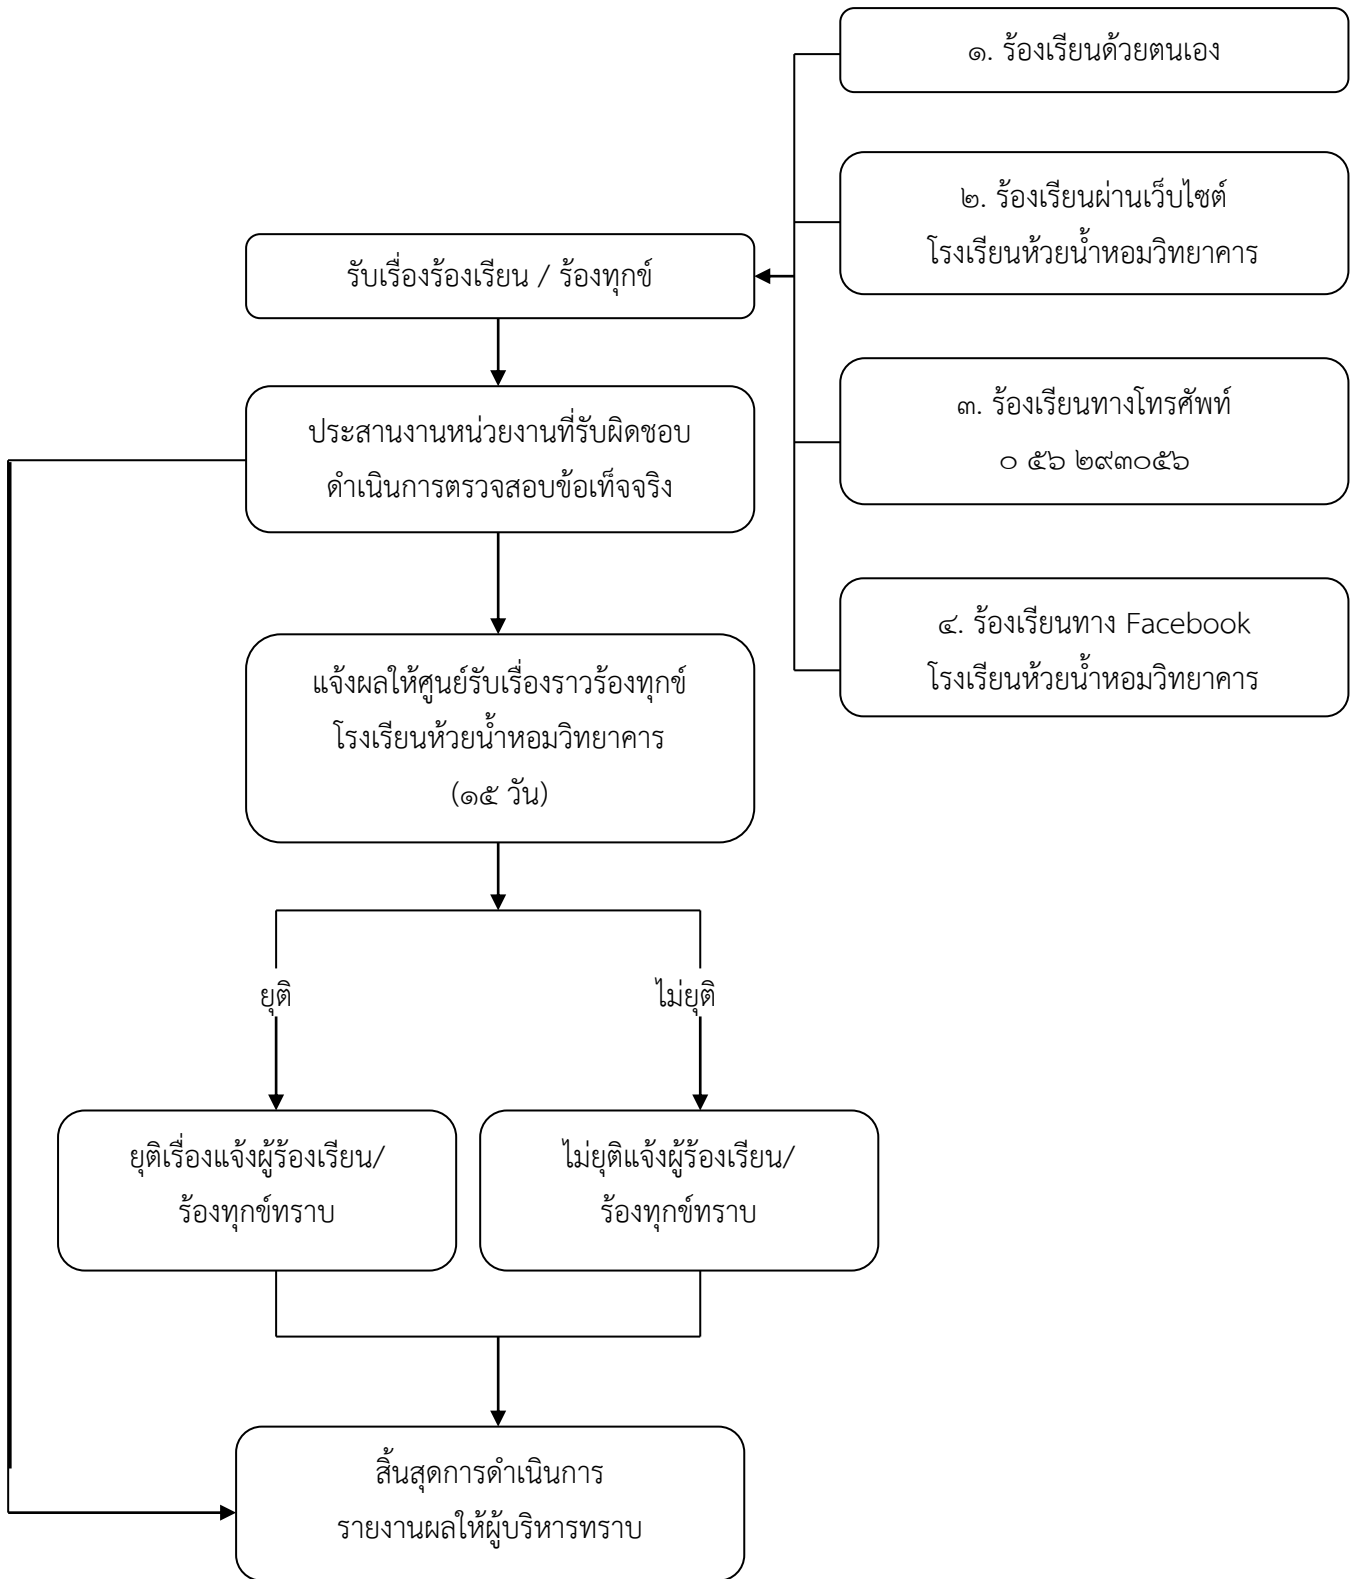 ๑. ร้องเรียนด้วยตนเอง
๒. ร้องเรียนผ่านเว็บไซต์
โรงเรียนห้วยน้ำหอมวิทยาคาร
รับเรื่องร้องเรียน / ร้องทุกข์
๓. ร้องเรียนทางโทรศัพท์
๐ ๕๖ ๒๙๓๐๕๖
ประสานงานหน่วยงานที่รับผิดชอบ
ดำเนินการตรวจสอบข้อเท็จจริง
๔. ร้องเรียนทาง Facebook
โรงเรียนห้วยน้ำหอมวิทยาคาร
แจ้งผลให้ศูนย์รับเรื่องราวร้องทุกข์
โรงเรียนห้วยน้ำหอมวิทยาคาร
(๑๕ วัน)
ยุติ
ไม่ยุติ
ยุติเรื่องแจ้งผู้ร้องเรียน/
ร้องทุกข์ทราบ
ไม่ยุติแจ้งผู้ร้องเรียน/
ร้องทุกข์ทราบ
สิ้นสุดการดำเนินการ
รายงานผลให้ผู้บริหารทราบ